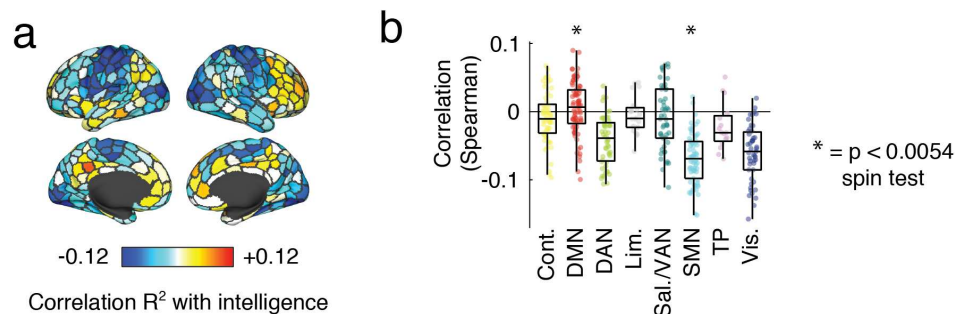 a
-0.12 +0.12
Correlation R² with intelligence
b
Correlation
(Spearman)
0.1
0
-0.1
* *
Cont.
DMN
DAN
Lim.
Sal./VAN
SMN
TP
Vis.
* = p < 0.0054
spin test